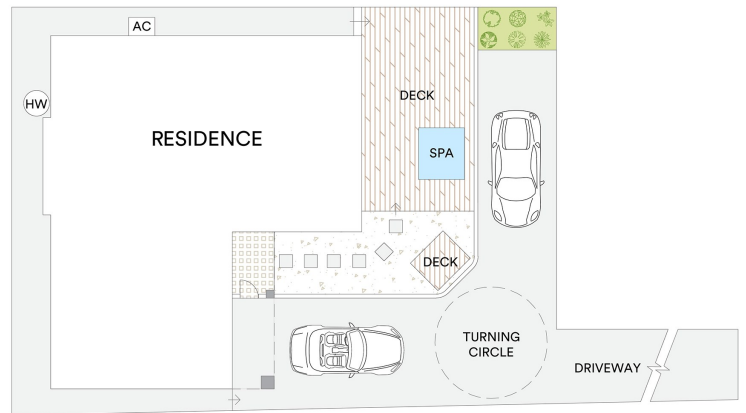 AC
HW
RESIDENCE
DECK
SPA
DECK
TURNING
CIRCLE
DRIVEWAY